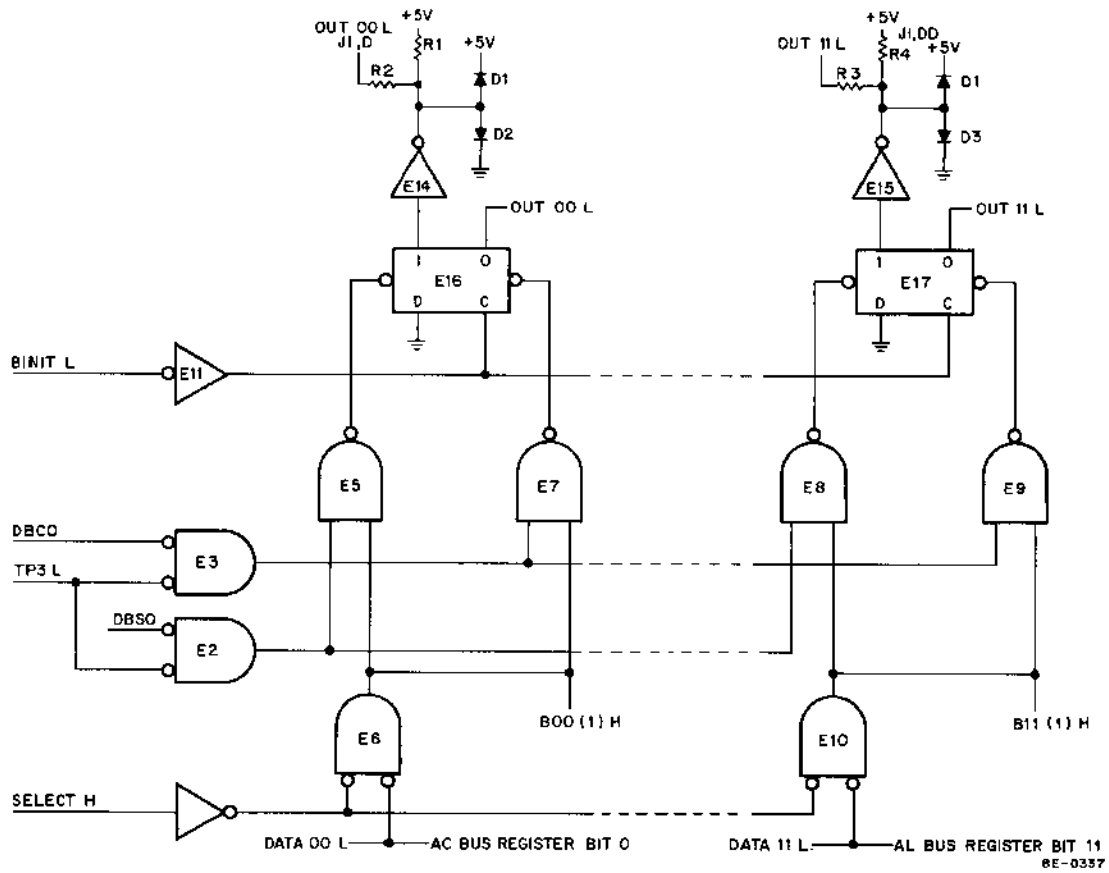 +5V
OUT 00 L
J1,D
R1
+5V
R2
D1
D2
E14
OUT 00 L
1 0
E16
D C
+5V
J1,DD
OUT 11 L
R4
+5V
R3
D1
D3
E15
OUT 11 L
1 0
E17
D C
BINIT L
E11
E5
E7
E8
E9
DBCO
E3
TP3 L
DBSO
E2
B00 (1) H
B11 (1) H
E6
E10
SELECT H
DATA 00 L
AC BUS REGISTER BIT 0
DATA 11 L
AL BUS REGISTER BIT 11
8E-0337